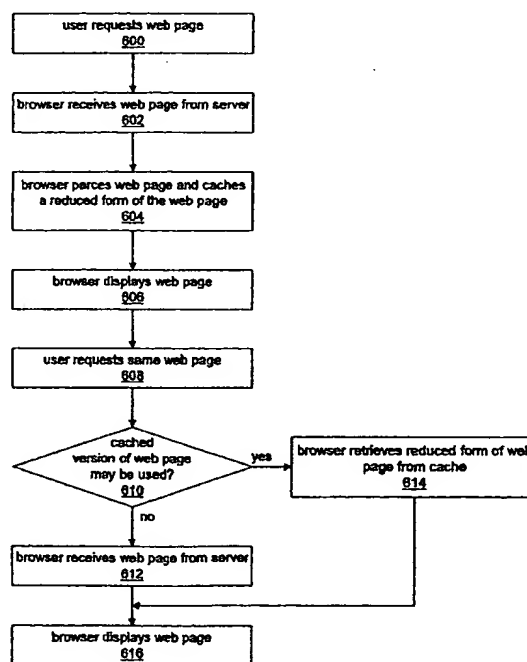 user requests web page
600
browser receives web page from server
602
browser parces web page and caches
a reduced form of the web page
604
browser displays web page
606
user requests same web page
608
cached
version of web page
may be used?
610
yes
browser retrieves reduced form of web
page from cache
614
no
browser receives web page from server
612
browser displays web page
616